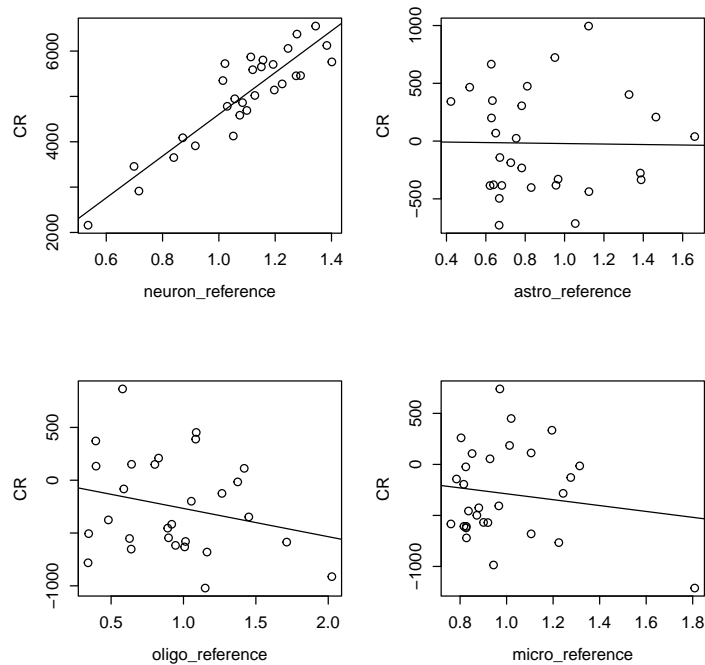 CR
6000
4000
2000
0.6 0.8 1.0 1.2 1.4
neuron_reference
CR
1000
500
0
−500
0.4 0.6 0.8 1.0 1.2 1.4 1.6
astro_reference
CR
500
0
−1000
0.5 1.0 1.5 2.0
oligo_reference
CR
500
0
−1000
0.8 1.0 1.2 1.4 1.6 1.8
micro_reference